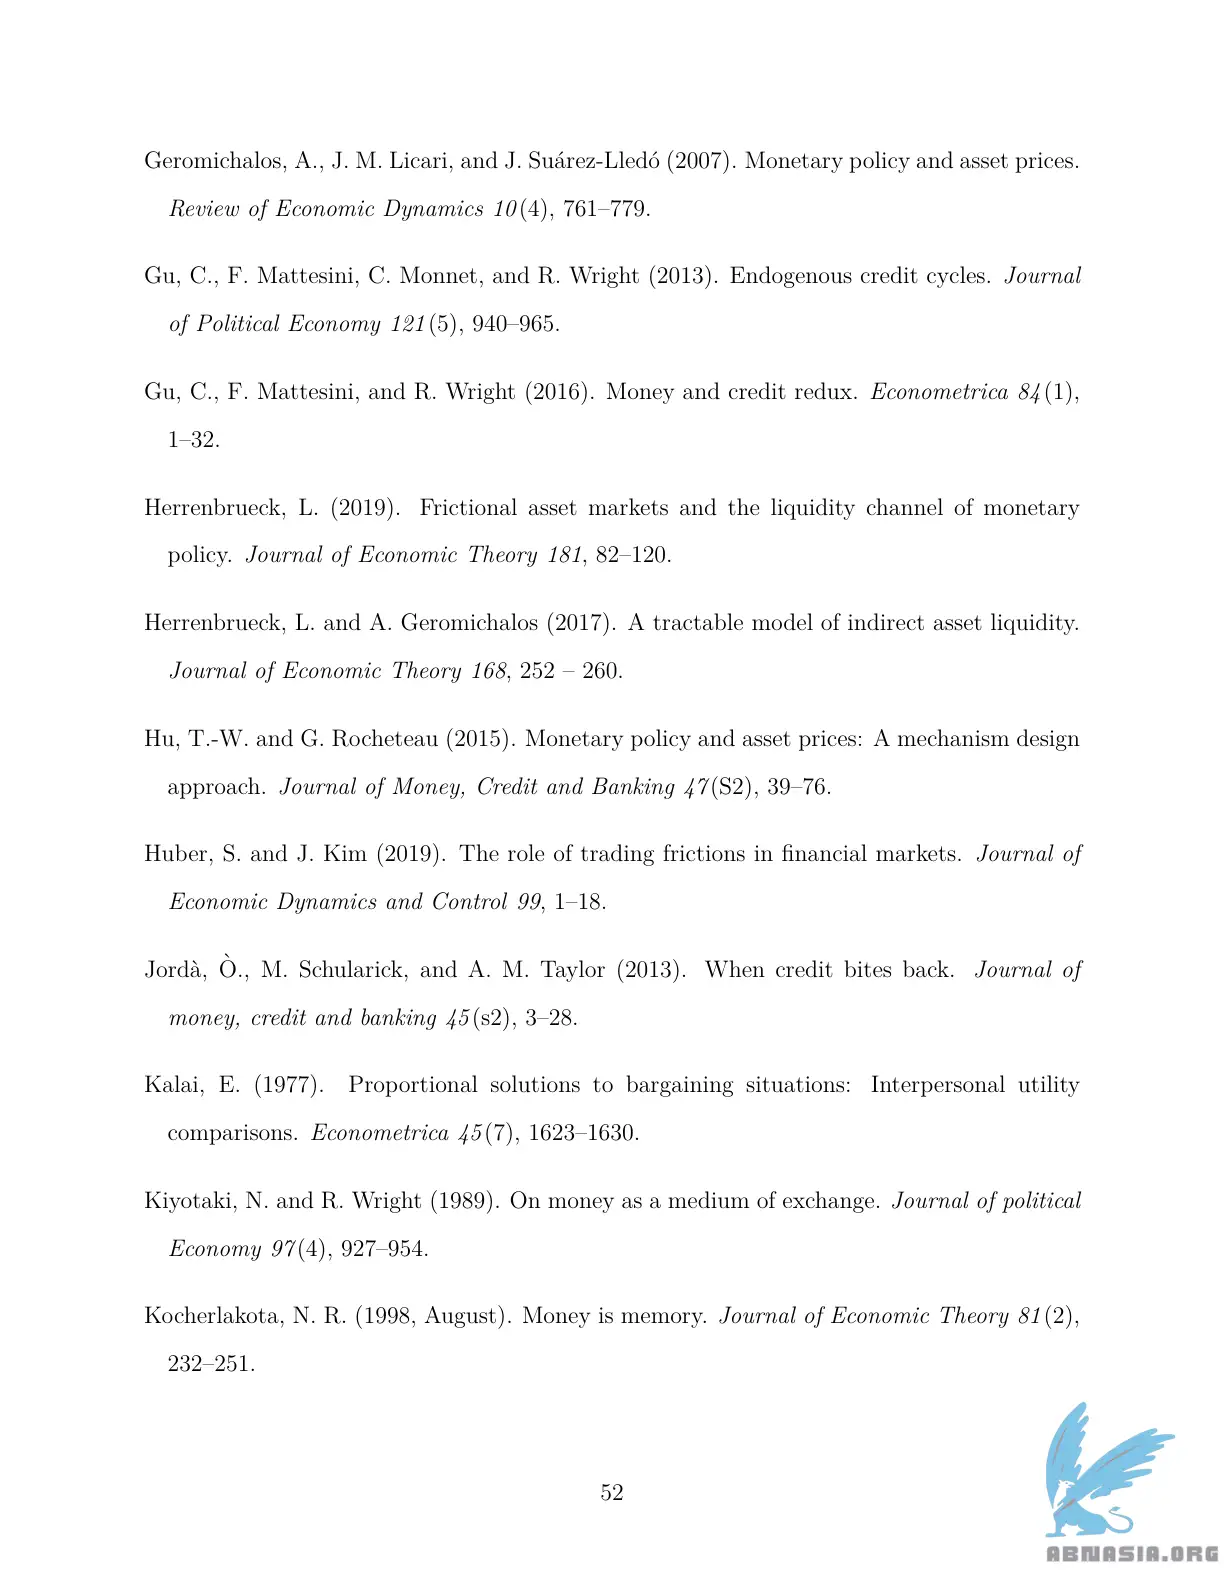 Geromichalos, A., J. M. Licari, and J. Suárez-Lledó (2007). Monetary policy and asset prices.
Review of Economic Dynamics 10(4), 761–779.
Gu, C., F. Mattesini, C. Monnet, and R. Wright (2013). Endogenous credit cycles. Journal
of Political Economy 121(5), 940–965.
Gu, C., F. Mattesini, and R. Wright (2016). Money and credit redux. Econometrica 84(1),
1–32.
Herrenbrueck, L. (2019). Frictional asset markets and the liquidity channel of monetary
policy. Journal of Economic Theory 181, 82–120.
Herrenbrueck, L. and A. Geromichalos (2017). A tractable model of indirect asset liquidity.
Journal of Economic Theory 168, 252 – 260.
Hu, T.-W. and G. Rocheteau (2015). Monetary policy and asset prices: A mechanism design
approach. Journal of Money, Credit and Banking 47(S2), 39–76.
Huber, S. and J. Kim (2019). The role of trading frictions in financial markets. Journal of
Economic Dynamics and Control 99, 1–18.
Jordà, Ò., M. Schularick, and A. M. Taylor (2013). When credit bites back. Journal of
money, credit and banking 45(s2), 3–28.
Kalai, E. (1977). Proportional solutions to bargaining situations: Interpersonal utility
comparisons. Econometrica 45(7), 1623–1630.
Kiyotaki, N. and R. Wright (1989). On money as a medium of exchange. Journal of political
Economy 97(4), 927–954.
Kocherlakota, N. R. (1998, August). Money is memory. Journal of Economic Theory 81(2),
232–251.
52
ABNASIA.ORG